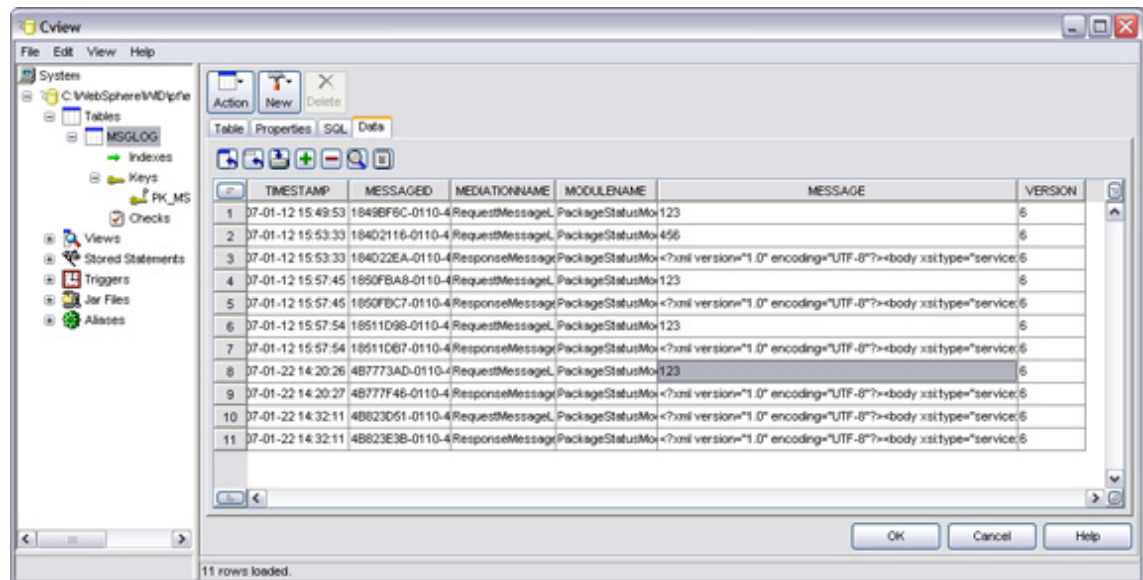 Cview
File Edit View Help
System
C:\WebSphere\WID\pf\e
Tables
MSGLOG
Indexes
Keys
PK_MS
Checks
Views
Stored Statements
Triggers
Jar Files
Aliases
Action New Delete
Table Properties SQL Data
TIMESTAMP MESSAGEID MEDIATIONNAME MODULENAME MESSAGE VERSION
1 07-01-12 15:49:53 1849BF6C-0110-4 RequestMessageL PackageStatusMo 123 6
2 07-01-12 15:53:33 184D2116-0110-4 RequestMessageL PackageStatusMo 456 6
3 07-01-12 15:53:33 184D22EA-0110-4 ResponseMessage PackageStatusMo <?xml version="1.0" encoding="UTF-8"?><body xsi:type="service: 6
4 07-01-12 15:57:45 1850FBA8-0110-4 RequestMessageL PackageStatusMo 123 6
5 07-01-12 15:57:45 1850FBC7-0110-4 ResponseMessage PackageStatusMo <?xml version="1.0" encoding="UTF-8"?><body xsi:type="service: 6
6 07-01-12 15:57:54 18511D98-0110-4 RequestMessageL PackageStatusMo 123 6
7 07-01-12 15:57:54 18511DB7-0110-4 ResponseMessage PackageStatusMo <?xml version="1.0" encoding="UTF-8"?><body xsi:type="service: 6
8 07-01-22 14:20:26 4B7773AD-0110-4 RequestMessageL PackageStatusMo 123 6
9 07-01-22 14:20:27 4B777F46-0110-4 ResponseMessage PackageStatusMo <?xml version="1.0" encoding="UTF-8"?><body xsi:type="service: 6
10 07-01-22 14:32:11 4B823D51-0110-4 RequestMessageL PackageStatusMo <?xml version="1.0" encoding="UTF-8"?><body xsi:type="service: 6
11 07-01-22 14:32:11 4B823E3B-0110-4 ResponseMessage PackageStatusMo <?xml version="1.0" encoding="UTF-8"?><body xsi:type="service: 6
OK Cancel Help
11 rows loaded.